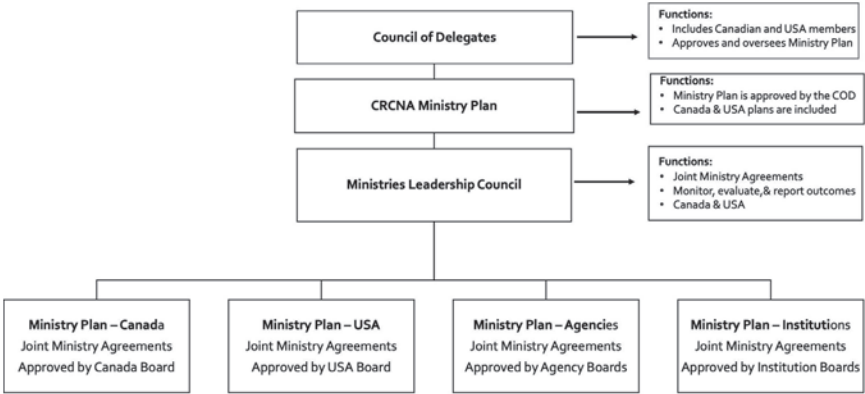 Council of Delegates
Functions:
• Includes Canadian and USA members
• Approves and oversees Ministry Plan
CRCNA Ministry Plan
Functions:
• Ministry Plan is approved by the COD
• Canada & USA plans are included
Ministries Leadership Council
Functions:
• Joint Ministry Agreements
• Monitor, evaluate,& report outcomes
• Canada & USA
Ministry Plan – Canada
Joint Ministry Agreements
Approved by Canada Board
Ministry Plan – USA
Joint Ministry Agreements
Approved by USA Board
Ministry Plan – Agencies
Joint Ministry Agreements
Approved by Agency Boards
Ministry Plan – Institutions
Joint Ministry Agreements
Approved by Institution Boards